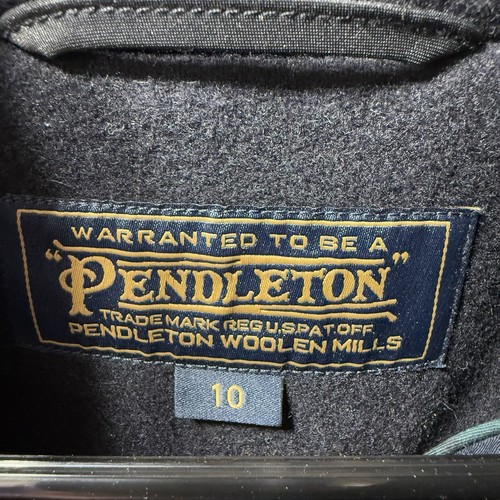 WARRANTED TO BE A
"PENDLETON"
TRADE MARK REG U.S. PAT. OFF.
PENDLETON WOOLEN MILLS
10